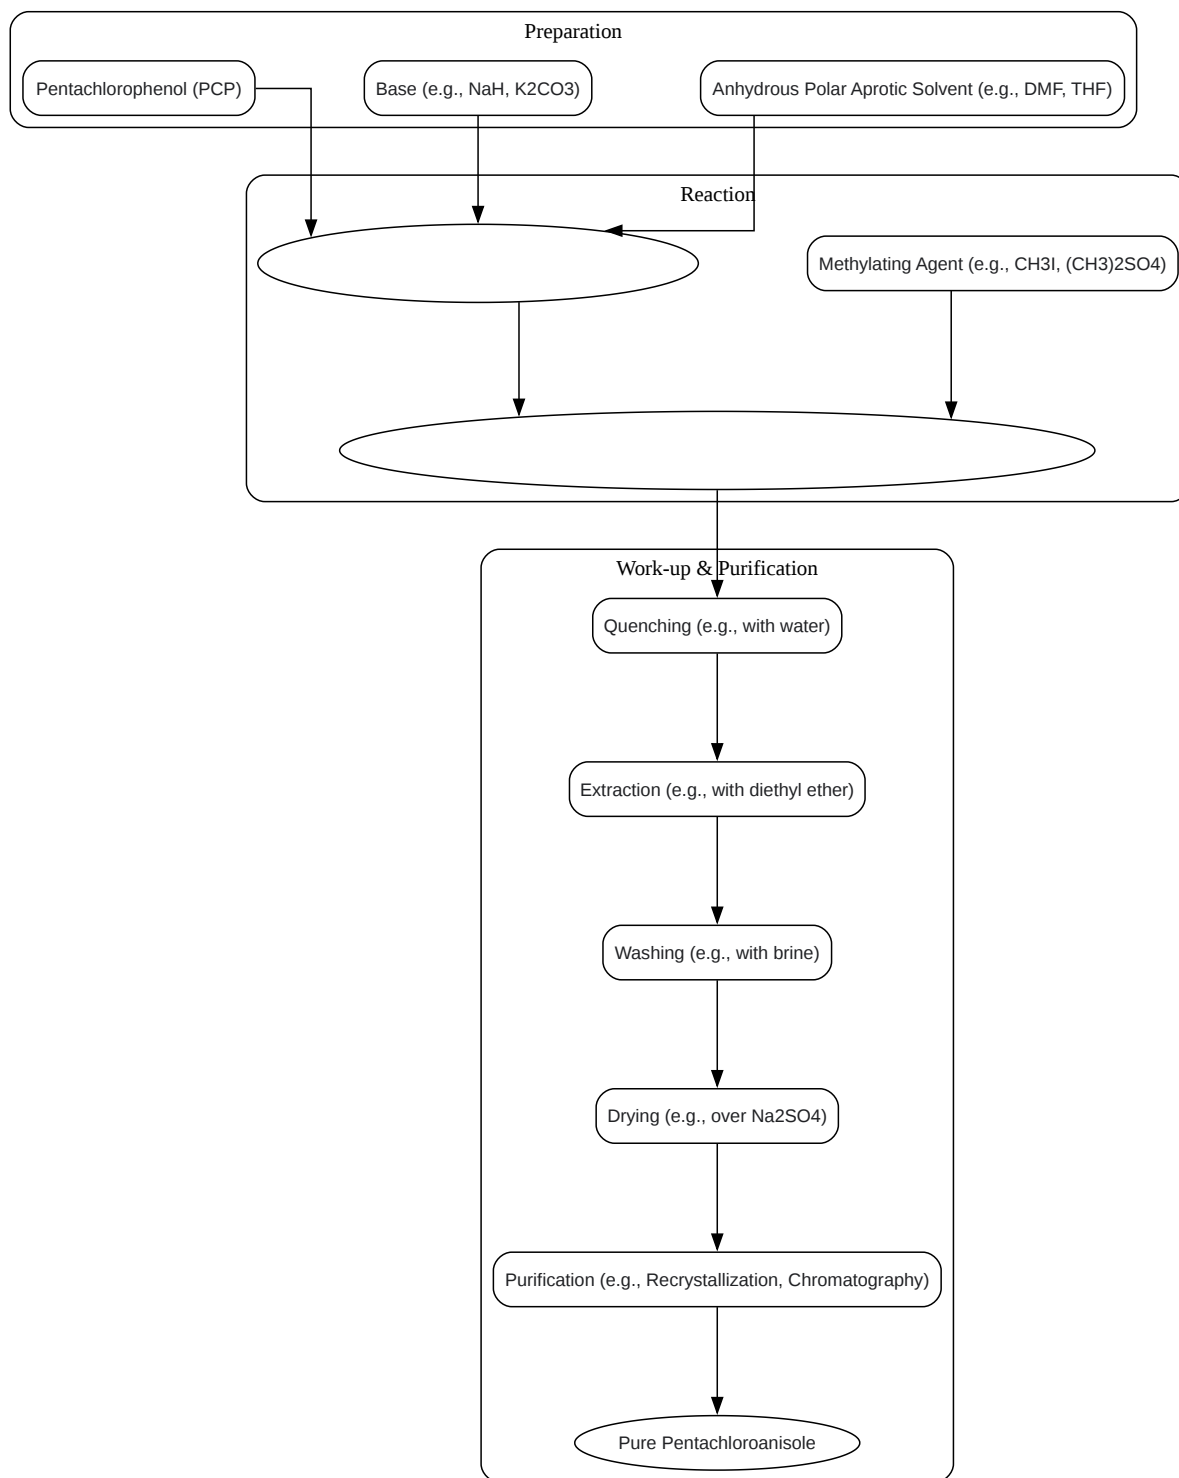 Preparation
Pentachlorophenol (PCP)
Base (e.g., NaH, K2CO3)
Anhydrous Polar Aprotic Solvent (e.g., DMF, THF)
Reaction
Methylating Agent (e.g., CH3I, (CH3)2SO4)
Work-up & Purification
Quenching (e.g., with water)
Extraction (e.g., with diethyl ether)
Washing (e.g., with brine)
Drying (e.g., over Na2SO4)
Purification (e.g., Recrystallization, Chromatography)
Pure Pentachloroanisole